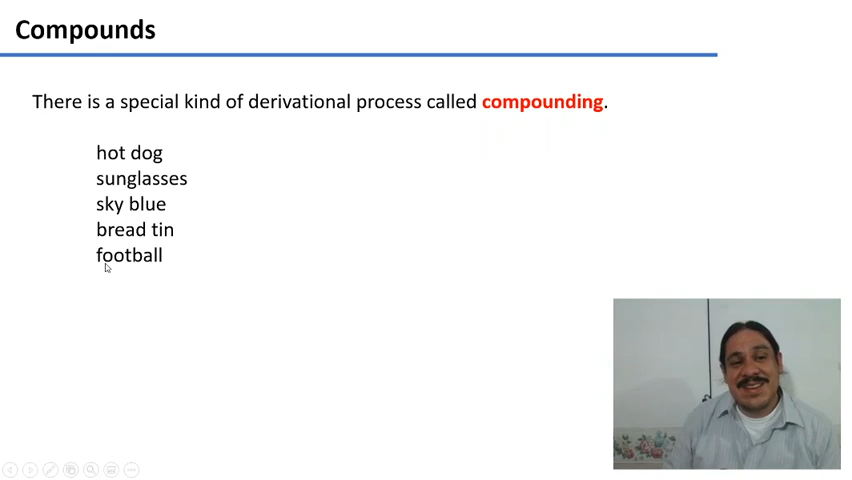 Compounds
There is a special kind of derivational process called compounding.
hot dog
sunglasses
sky blue
bread tin
football